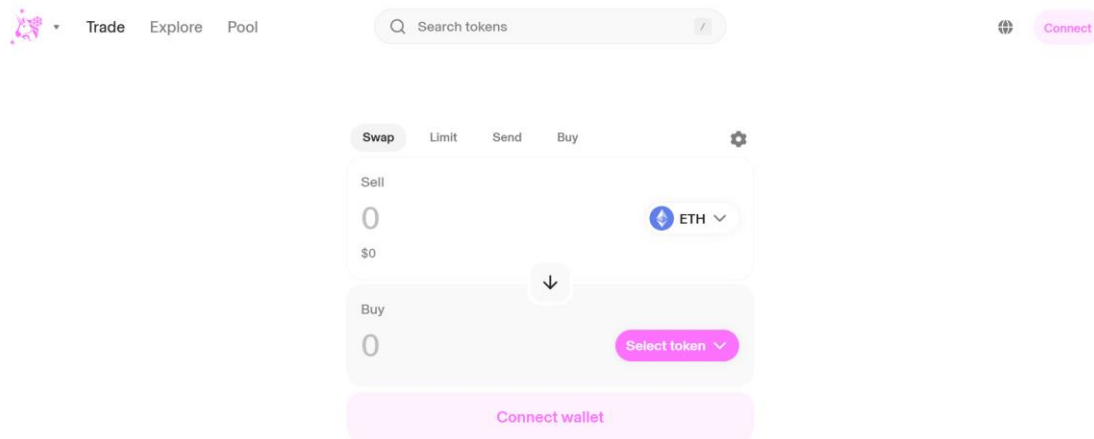 Trade Explore Pool Search tokens / Connect
Swap Limit Send Buy
Sell
0 ETH
$0
Buy
0 Select token
Connect wallet